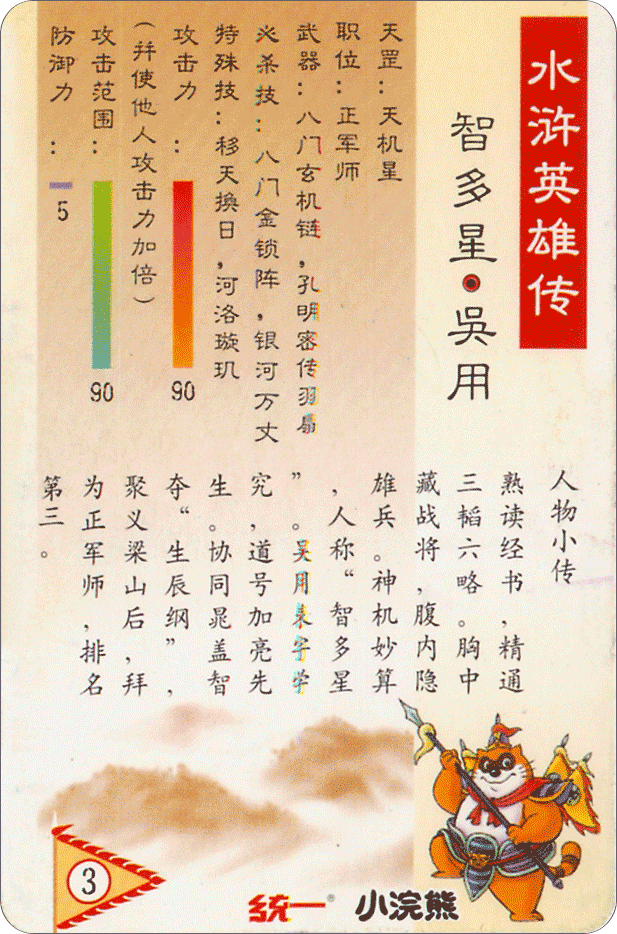 水浒英雄传
智多星·吳用
天罡：天机星
职位：正军师
武器：八门玄机链，孔明密传羽扇
必杀技：八门金锁阵，银河万丈
特殊技：移天換日，河洛璇玑
攻击力：90
（并使他人攻击力加倍）
攻击范围：90
防御力：5
人物小传
熟读经书，精通
三韬六略。胸中
藏战将，腹内隐
雄兵。神机妙算
，人称“智多星
”。吴用表字学
究，道号加亮先
生。协同晁盖智
夺“生辰纲”，
聚义梁山后，拜
为正军师，排名
第三。
3
统一® 小浣熊